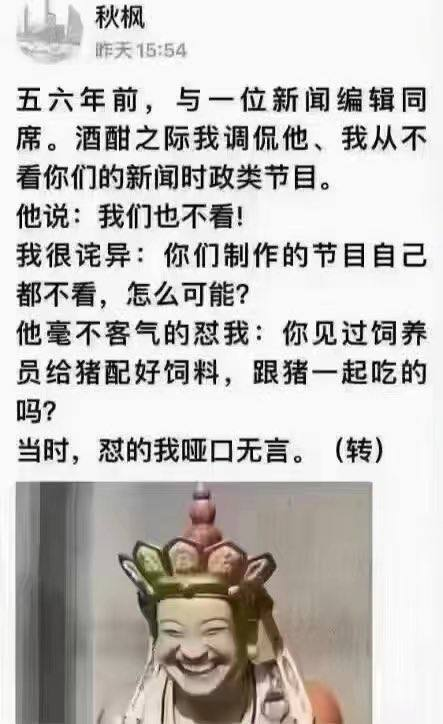 秋枫
昨天15:54
五六年前，与一位新闻编辑同
席。酒酣之际我调侃他、我从不
看你们的新闻时政类节目。
他说：我们也不看！
我很诧异：你们制作的节目自己
都不看，怎么可能？
他毫不客气的怼我：你见过饲养
员给猪配好饲料，跟猪一起吃的
吗？
当时，怼的我哑口无言。（转）